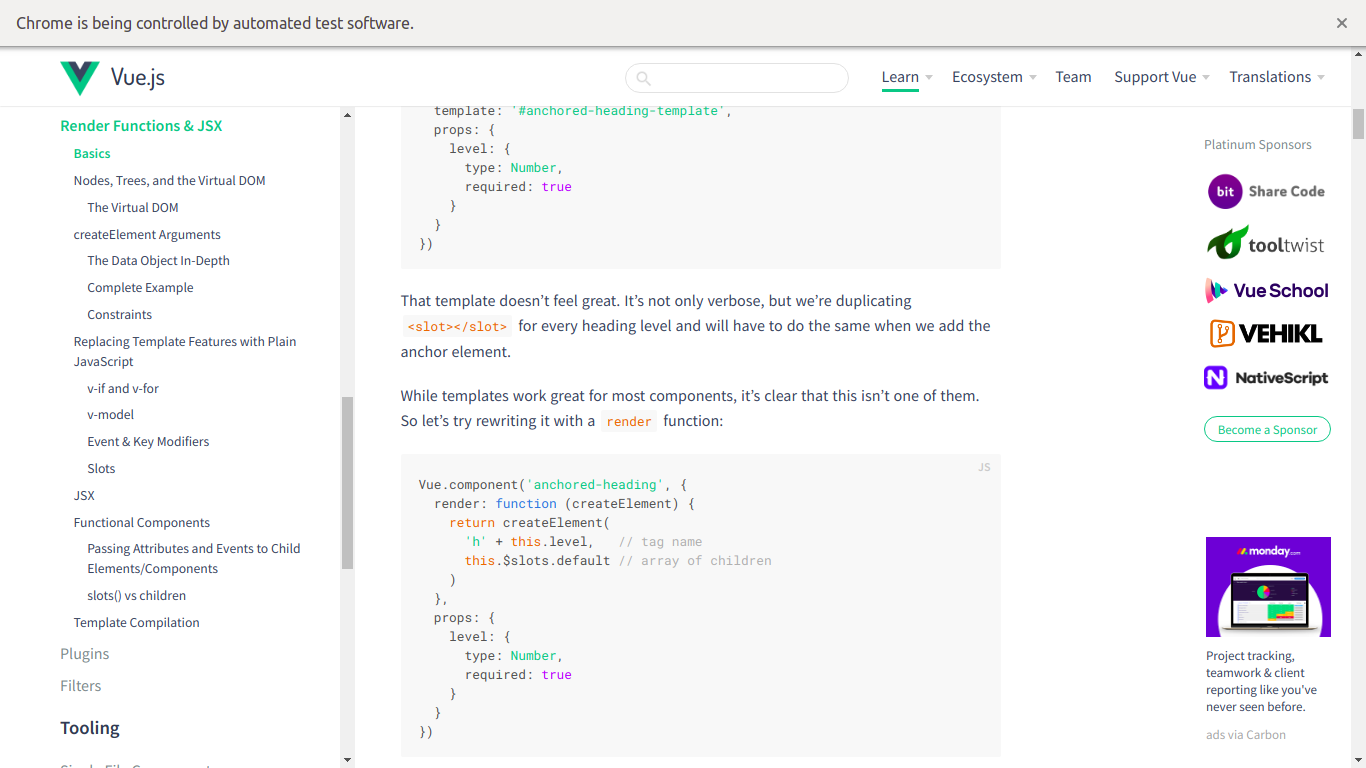 Chrome is being controlled by automated test software.
Vue.js
Learn
Ecosystem
Team
Support Vue
Translations
Render Functions & JSX
Basics
Nodes, Trees, and the Virtual DOM
The Virtual DOM
createElement Arguments
The Data Object In-Depth
Complete Example
Constraints
Replacing Template Features with Plain
JavaScript
v-if and v-for
v-model
Event & Key Modifiers
Slots
JSX
Functional Components
Passing Attributes and Events to Child
Elements/Components
slots() vs children
Template Compilation
Plugins
Filters
Tooling
template: '#anchored-heading-template',
props: {
level: {
type: Number,
required: true
}
}
})
That template doesn’t feel great. It’s not only verbose, but we’re duplicating
<slot></slot> for every heading level and will have to do the same when we add the
anchor element.
While templates work great for most components, it’s clear that this isn’t one of them.
So let’s try rewriting it with a render function:
JS
Vue.component('anchored-heading', {
render: function (createElement) {
return createElement(
'h' + this.level,   // tag name
this.$slots.default // array of children
)
},
props: {
level: {
type: Number,
required: true
}
}
})
Platinum Sponsors
bit Share Code
tooltwist
Vue School
VEHIKL
NativeScript
Become a Sponsor
monday.com
Project tracking,
teamwork & client
reporting like you've
never seen before.
ads via Carbon